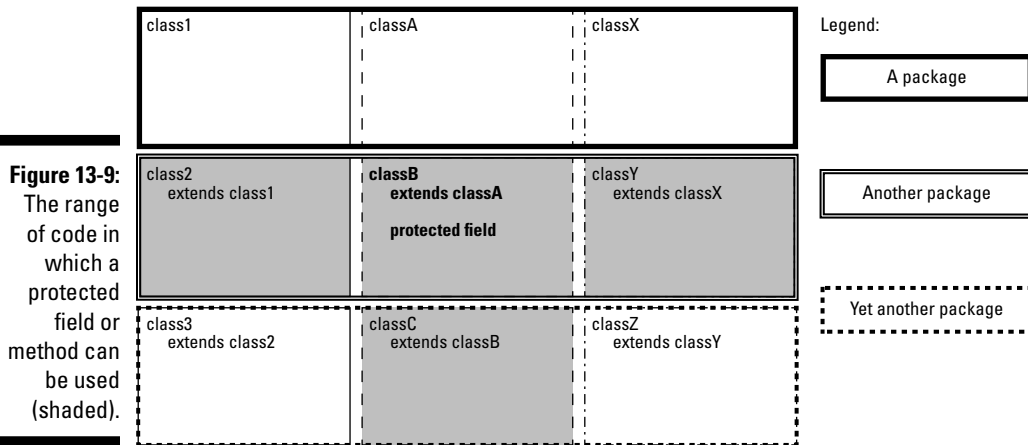 class1
classA
classX
Legend:
A package
Figure 13-9:
The range
of code in
which a
protected
field or
method can
be used
(shaded).
class2
extends class1
classB
extends classA
protected field
classY
extends classX
Another package
class3
extends class2
classC
extends classB
classZ
extends classY
Yet another package